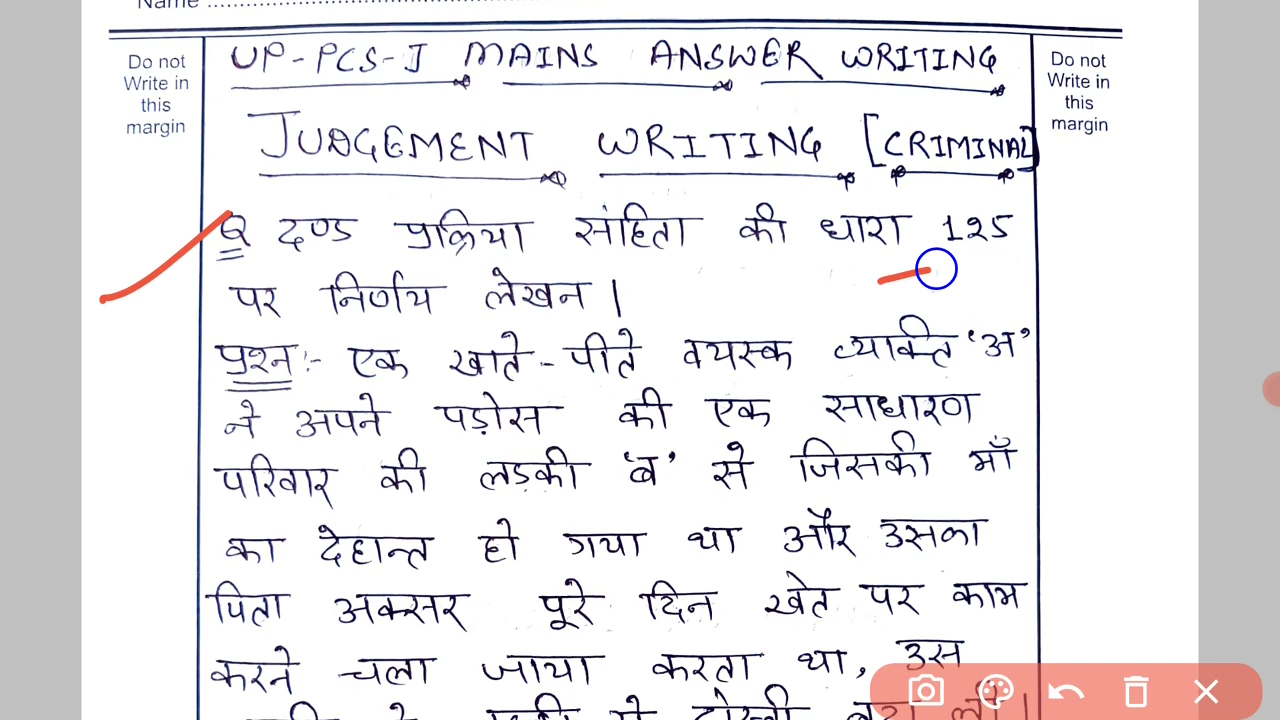 Name
UP-PCS-J MAINS ANSWER WRITING
Do not
Write in
this
margin
Do not
Write in
this
margin
JUDGEMENT WRITING [CRIMINAL]
Q दण्ड प्रक्रिया संहिता की धारा 125
पर निर्णय लेखन।
प्रश्न:- एक खाते-पीते वयस्क व्यक्ति 'अ'
ने अपने पड़ोस की एक साधारण
परिवार की लड़की 'ब' से जिसकी माँ
का देहान्त हो गया था और उसका
पिता अक्सर पूरे दिन खेत पर काम
करने चला जाया करता था, उस